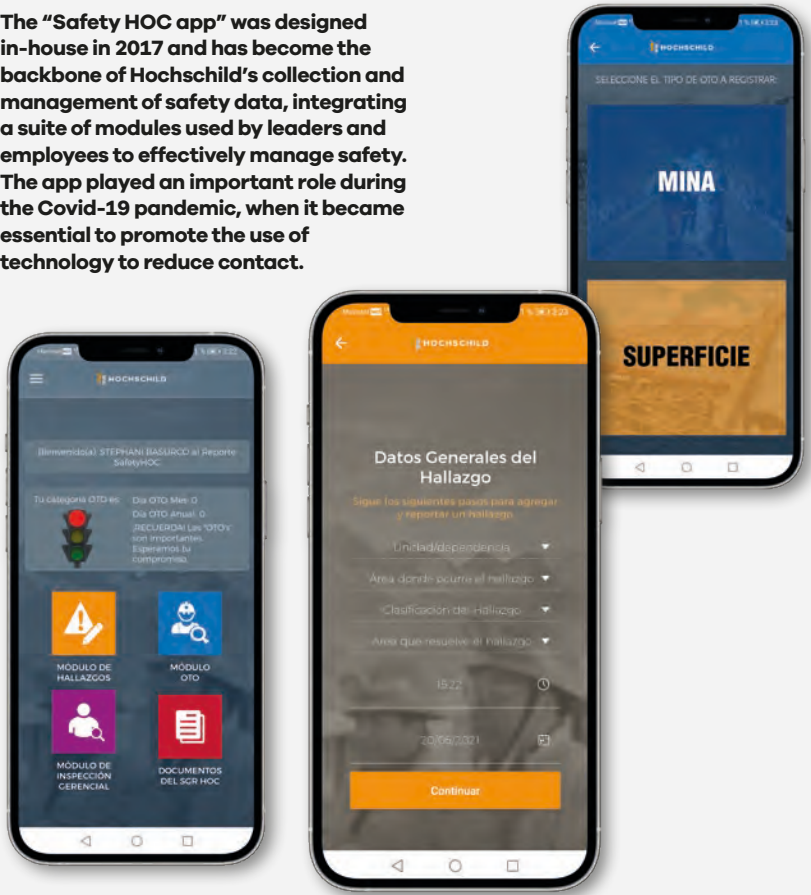 The “Safety HOC app” was designed
in-house in 2017 and has become the
backbone of Hochschild’s collection and
management of safety data, integrating
a suite of modules used by leaders and
employees to effectively manage safety.
The app played an important role during
the Covid-19 pandemic, when it became
essential to promote the use of
technology to reduce contact.
HOCHSCHILD
SELECCIONE EL TIPO DE OTO A REGISTRAR:
MINA
SUPERFICIE
HOCHSCHILD
Datos Generales del
Hallazgo
Sigue los siguientes pasos para agregar
y reportar un hallazgo
Unidad/dependencia
Area donde ocurre el hallazgo
Clasificación del Hallazgo
Area que resuelve el hallazgo
15:22
20/06/2021
Continuar
HOCHSCHILD
Bienvenido(a), STEPHANI BASURCO al Reporte
SafetyHOC
Tu categoría OTO es:
Dia OTO Mes: 0
Dia OTO Anual: 0
¡RECUERDA! Los "OTO's"
son importantes.
Esperamos tu
compromiso.
MÓDULO DE
HALLAZGOS
MÓDULO
OTO
MÓDULO DE
INSPECCIÓN
GERENCIAL
DOCUMENTOS
DEL SGR HOC